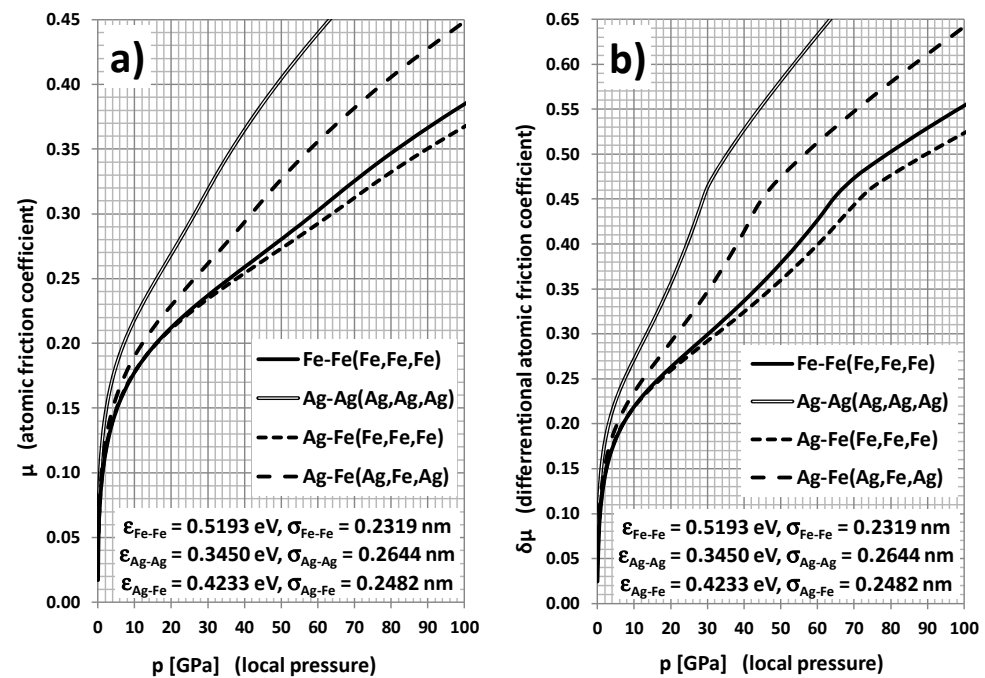 a)
μ (atomic friction coefficient)
0.45
0.40
0.35
0.30
0.25
0.20
0.15
0.10
0.05
0.00
Fe-Fe(Fe,Fe,Fe)
Ag-Ag(Ag,Ag,Ag)
Ag-Fe(Fe,Fe,Fe)
Ag-Fe(Ag,Fe,Ag)
εFe-Fe = 0.5193 eV, σFe-Fe = 0.2319 nm
εAg-Ag = 0.3450 eV, σAg-Ag = 0.2644 nm
εAg-Fe = 0.4233 eV, σAg-Fe = 0.2482 nm
0 10 20 30 40 50 60 70 80 90 100
p [GPa] (local pressure)
b)
δμ (differrentional atomic friction coefficient)
0.65
0.60
0.55
0.50
0.45
0.40
0.35
0.30
0.25
0.20
0.15
0.10
0.05
0.00
Fe-Fe(Fe,Fe,Fe)
Ag-Ag(Ag,Ag,Ag)
Ag-Fe(Fe,Fe,Fe)
Ag-Fe(Ag,Fe,Ag)
εFe-Fe = 0.5193 eV, σFe-Fe = 0.2319 nm
εAg-Ag = 0.3450 eV, σAg-Ag = 0.2644 nm
εAg-Fe = 0.4233 eV, σAg-Fe = 0.2482 nm
0 10 20 30 40 50 60 70 80 90 100
p [GPa] (local pressure)